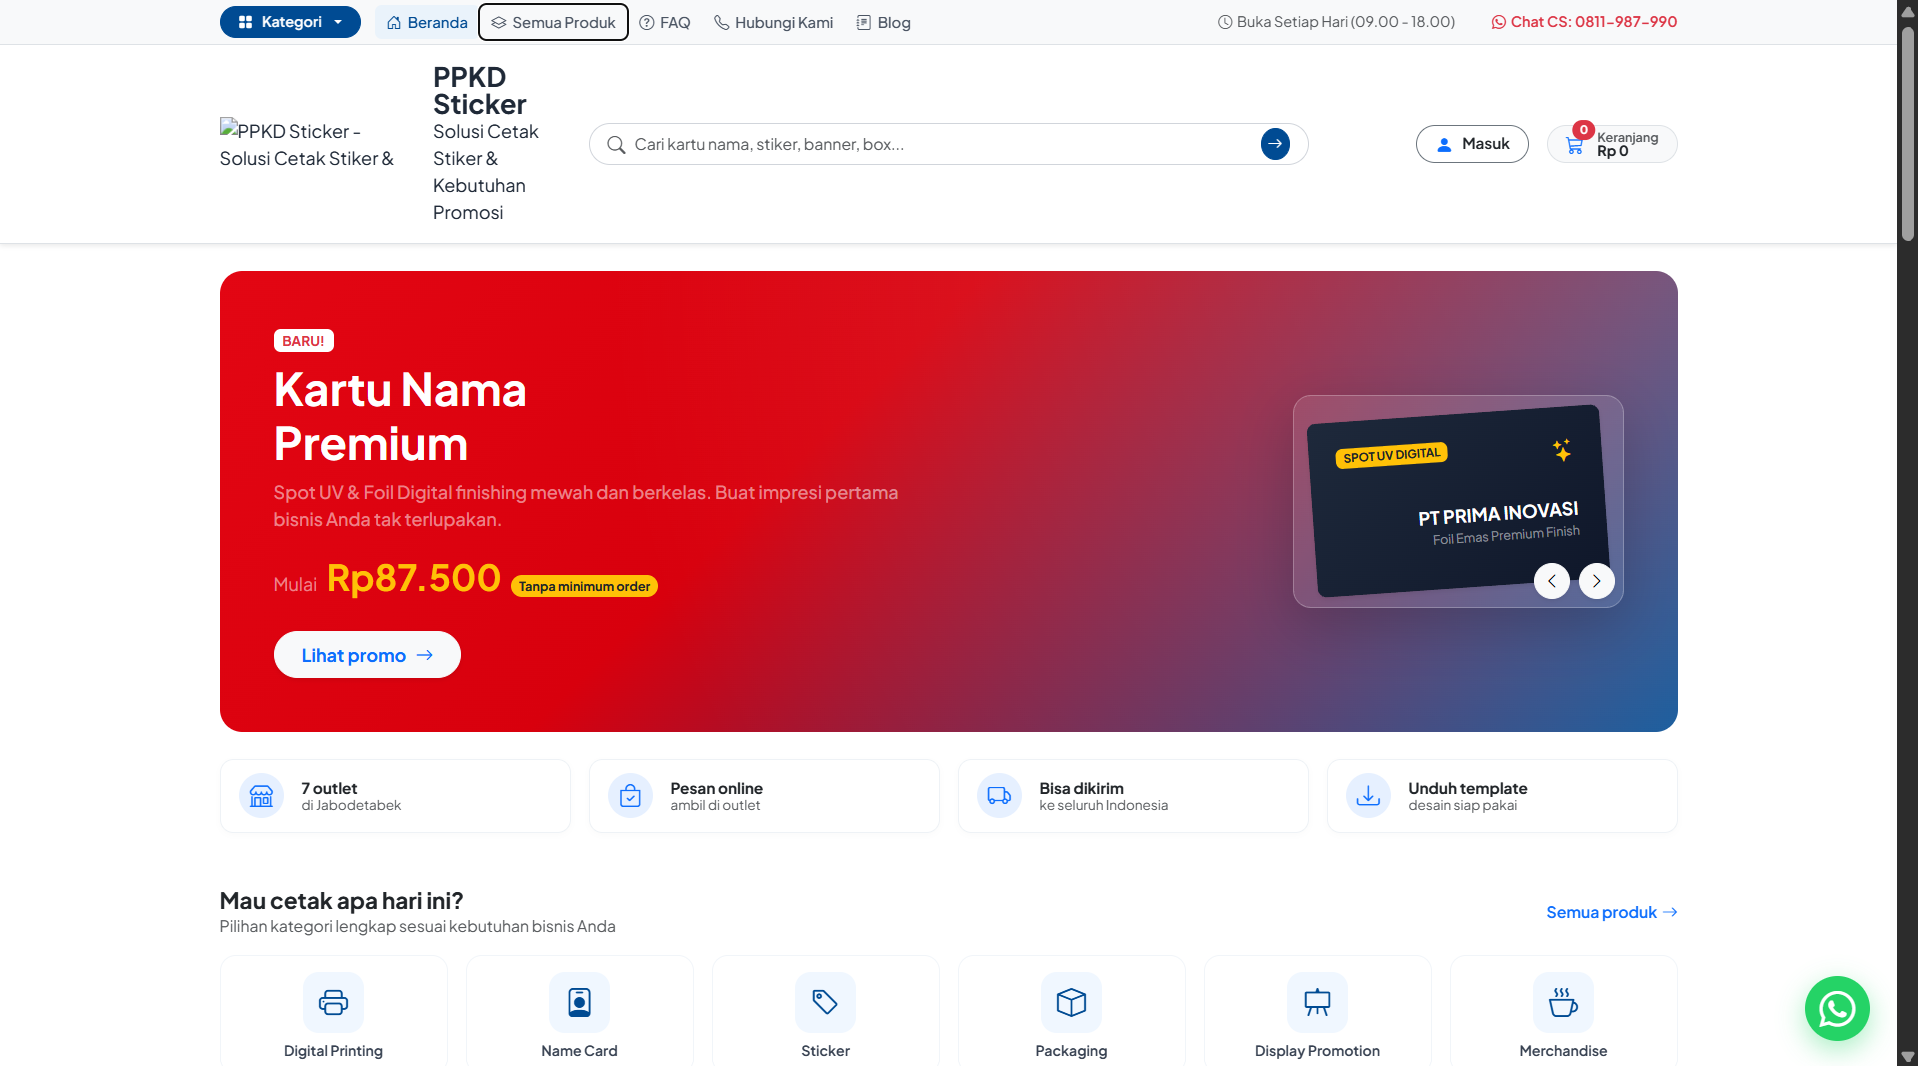 Kategori
Beranda
Semua Produk
FAQ
Hubungi Kami
Blog
Buka Setiap Hari (09.00 - 18.00)
Chat CS: 0811-987-990
PPKD Sticker -
Solusi Cetak Stiker &
PPKD
Sticker
Solusi Cetak
Stiker &
Kebutuhan
Promosi
Cari kartu nama, stiker, banner, box...
Masuk
0
Keranjang
Rp 0
BARU!
Kartu Nama
Premium
Spot UV & Foil Digital finishing mewah dan berkelas. Buat impresi pertama
bisnis Anda tak terlupakan.
Mulai Rp87.500 Tanpa minimum order
Lihat promo
SPOT UV DIGITAL
PT PRIMA INOVASI
Foil Emas Premium Finish
7 outlet
di Jabodetabek
Pesan online
ambil di outlet
Bisa dikirim
ke seluruh Indonesia
Unduh template
desain siap pakai
Mau cetak apa hari ini?
Pilihan kategori lengkap sesuai kebutuhan bisnis Anda
Semua produk
Digital Printing
Name Card
Sticker
Packaging
Display Promotion
Merchandise